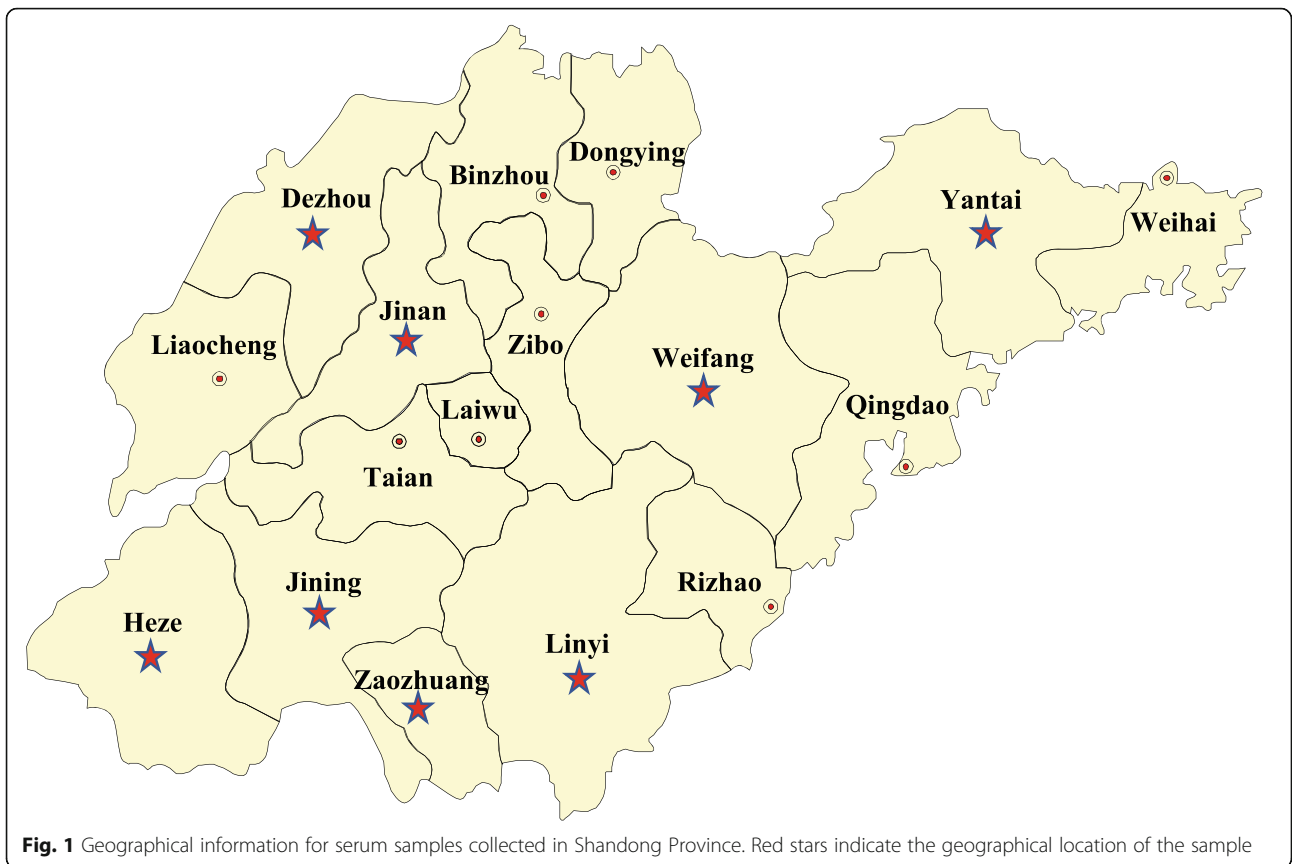 Dongying
Binzhou
Dezhou
Yantai
Weihai
Jinan
Liaocheng
Zibo
Weifang
Laiwu
Qingdao
Taian
Jining
Rizhao
Heze
Linyi
Zaozhuang
Fig. 1 Geographical information for serum samples collected in Shandong Province. Red stars indicate the geographical location of the sample